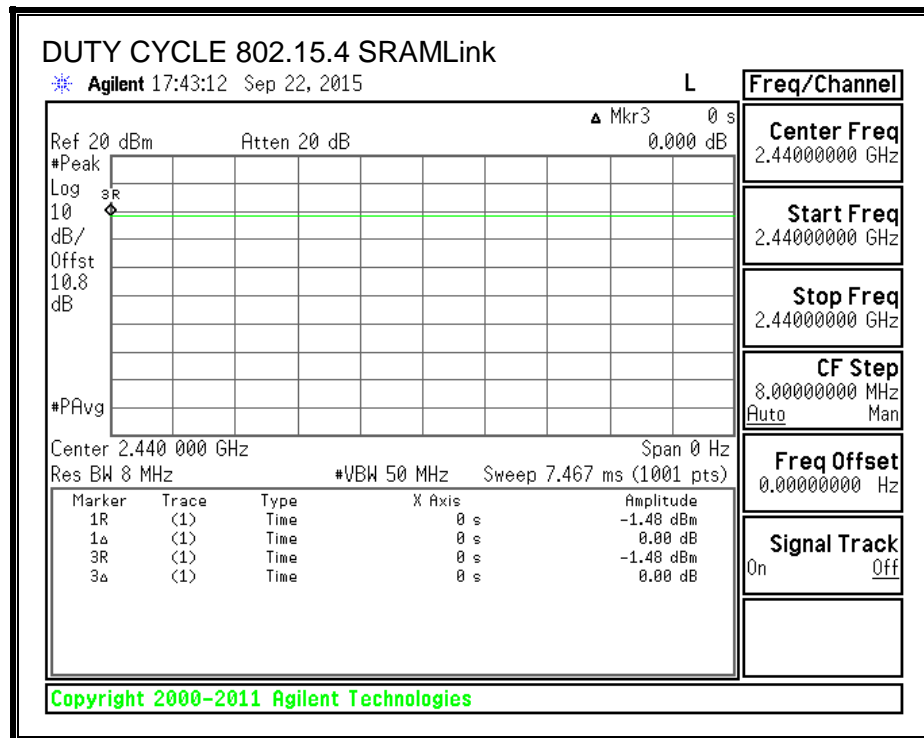 DUTY CYCLE 802.15.4 SRAMLink
Agilent 17:43:12 Sep 22, 2015 L
Freq/Channel
Δ Mkr3 0 s
Ref 20 dBm Atten 20 dB 0.000 dB
#Peak
Log
10
dB/
Offst
10.8
dB
3R
#PAvg
Center 2.440 000 GHz Span 0 Hz
Res BW 8 MHz #VBW 50 MHz Sweep 7.467 ms (1001 pts)
Marker Trace Type X Axis Amplitude
1R (1) Time 0 s -1.48 dBm
1Δ (1) Time 0 s 0.00 dB
3R (1) Time 0 s -1.48 dBm
3Δ (1) Time 0 s 0.00 dB
Center Freq
2.44000000 GHz
Start Freq
2.44000000 GHz
Stop Freq
2.44000000 GHz
CF Step
8.00000000 MHz
Auto Man
Freq Offset
0.00000000 Hz
Signal Track
On Off
Copyright 2000-2011 Agilent Technologies